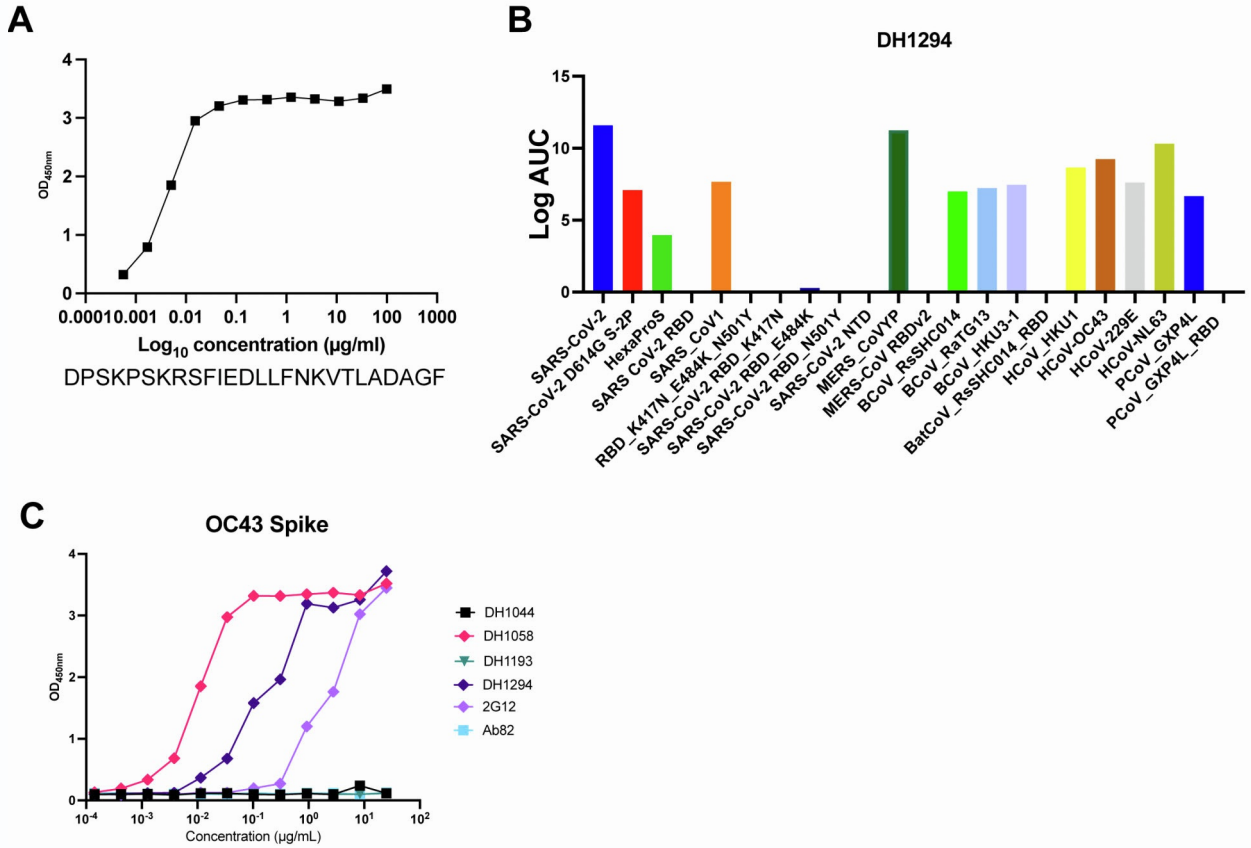 A
4
3
2
1
0
OD450nm
0.0001
0.001
0.01
0.1
1
10
100
1000
Log10 concentration (μg/ml)
DPSKPSKRSFIEDLLFNKVTLADAGF
B
DH1294
15
10
5
0
Log AUC
SARS-CoV-2
SARS-CoV-2 D614G S-2P
HexaProS
SARS CoV-2 RBD
SARS_CoV1
RBD_K417N_E484K_N501Y
SARS-CoV-2 RBD_K417N
SARS-CoV-2 RBD_E484K
SARS-CoV-2 RBD_N501Y
SARS-CoV-2 NTD
MERS_CoVYP
MERS-CoV RBDv2
BCoV_RsSHC014
BCoV_RaTG13
BCoV_HKU3-1
BatCoV_RsSHC014_RBD
HCoV_HKU1
HCoV-OC43
HCoV-229E
HCoV-NL63
PCoV_GXP4L
PCoV_GXP4L_RBD
C
OC43 Spike
4
3
2
1
0
OD450nm
10-4
10-3
10-2
10-1
100
101
102
Concentration (μg/mL)
DH1044
DH1058
DH1193
DH1294
2G12
Ab82